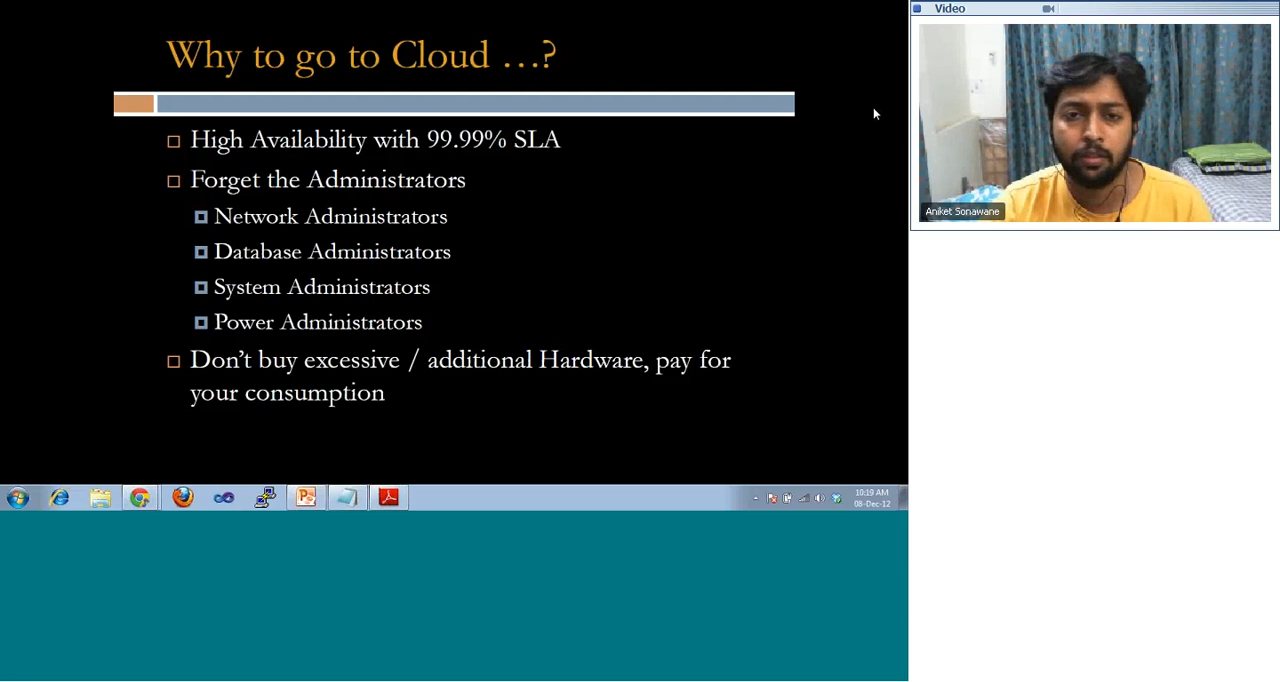 Why to go to Cloud …?
High Availability with 99.99% SLA
Forget the Administrators
Network Administrators
Database Administrators
System Administrators
Power Administrators
Don't buy excessive / additional Hardware, pay for
your consumption
10:19 AM
08-Dec-12
Video
Aniket Sonawane